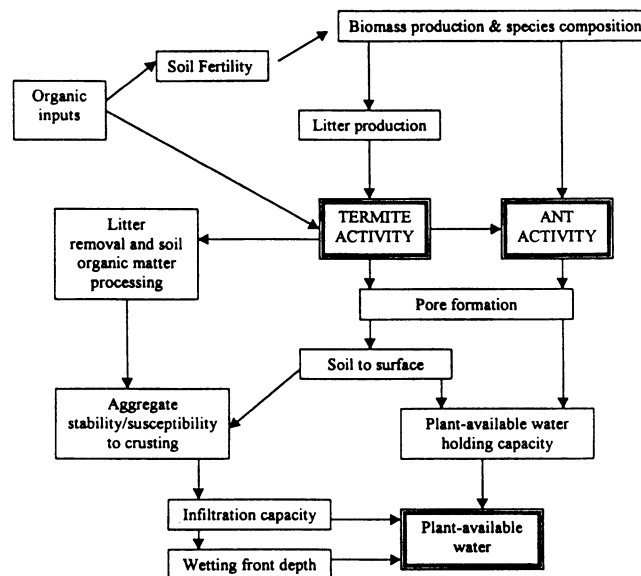 Biomass production & species composition
Soil Fertility
Organic
inputs
Litter production
TERMITE
ACTIVITY
ANT
ACTIVITY
Litter
removal and soil
organic matter
processing
Pore formation
Soil to surface
Aggregate
stability/susceptibility
to crusting
Plant-available water
holding capacity
Infiltration capacity
Plant-available
water
Wetting front depth